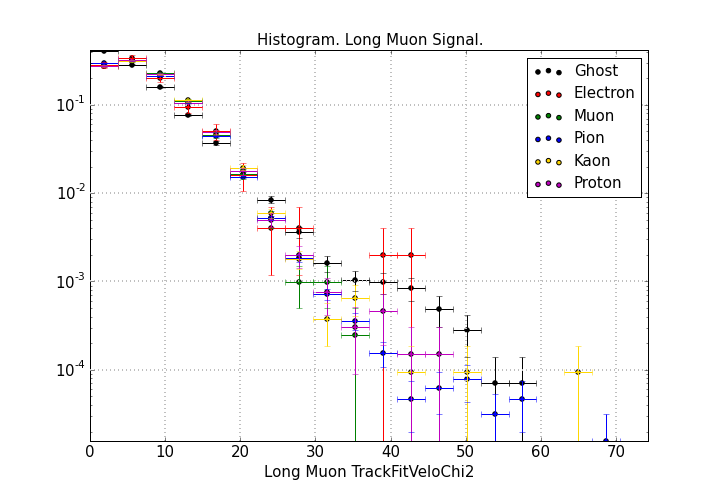 Histogram. Long Muon Signal.
Ghost
Electron
Muon
Pion
Kaon
Proton
10^-1
10^-2
10^-3
10^-4
0 10 20 30 40 50 60 70
Long Muon TrackFitVeloChi2